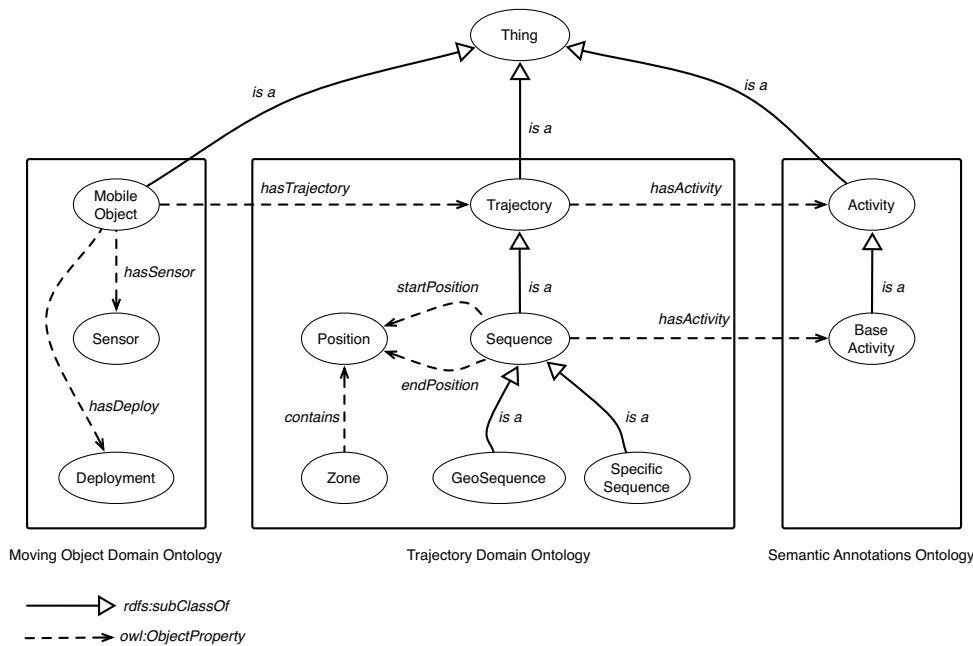 Thing
is a
is a
is a
Mobile
Object
hasTrajectory
Trajectory
hasActivity
Activity
hasSensor
startPosition
is a
is a
Sensor
Position
Sequence
hasActivity
Base
Activity
endPosition
hasDeploy
contains
is a
is a
Deployment
Zone
GeoSequence
Specific
Sequence
Moving Object Domain Ontology
Trajectory Domain Ontology
Semantic Annotations Ontology
rdfs:subClassOf
owl:ObjectProperty